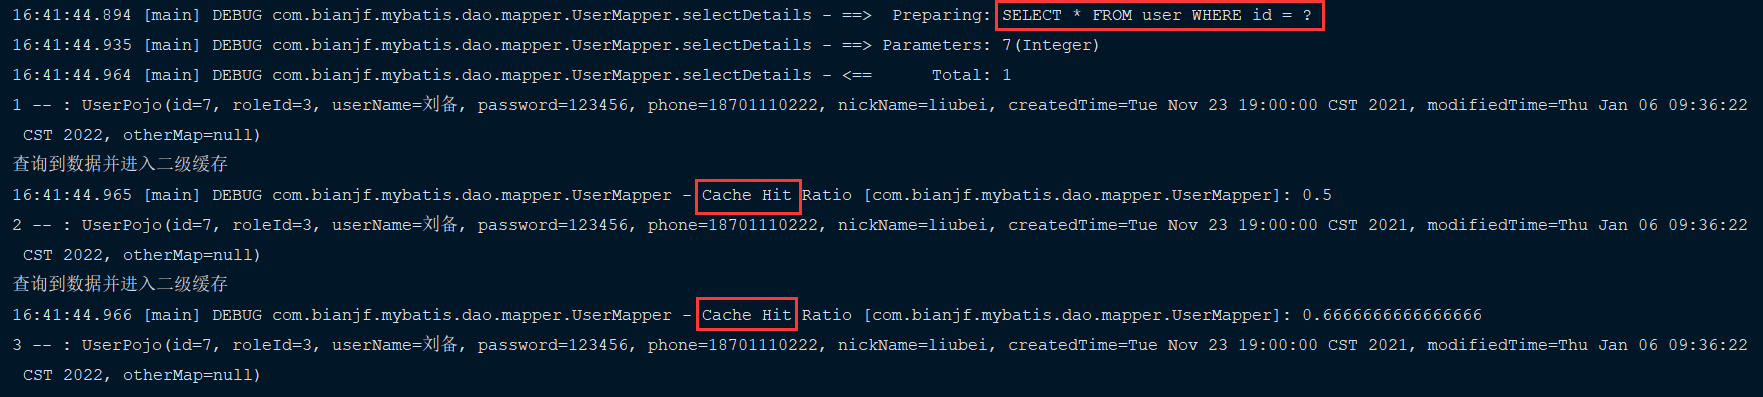 16:41:44.894 [main] DEBUG com.bianjf.mybatis.dao.mapper.UserMapper.selectDetails - ==>  Preparing: SELECT * FROM user WHERE id = ?
16:41:44.935 [main] DEBUG com.bianjf.mybatis.dao.mapper.UserMapper.selectDetails - ==> Parameters: 7(Integer)
16:41:44.964 [main] DEBUG com.bianjf.mybatis.dao.mapper.UserMapper.selectDetails - <==      Total: 1
1 -- : UserPojo(id=7, roleId=3, userName=刘备, password=123456, phone=18701110222, nickName=liubei, createdTime=Tue Nov 23 19:00:00 CST 2021, modifiedTime=Thu Jan 06 09:36:22
CST 2022, otherMap=null)
查询到数据并进入二级缓存
16:41:44.965 [main] DEBUG com.bianjf.mybatis.dao.mapper.UserMapper - Cache Hit Ratio [com.bianjf.mybatis.dao.mapper.UserMapper]: 0.5
2 -- : UserPojo(id=7, roleId=3, userName=刘备, password=123456, phone=18701110222, nickName=liubei, createdTime=Tue Nov 23 19:00:00 CST 2021, modifiedTime=Thu Jan 06 09:36:22
CST 2022, otherMap=null)
查询到数据并进入二级缓存
16:41:44.966 [main] DEBUG com.bianjf.mybatis.dao.mapper.UserMapper - Cache Hit Ratio [com.bianjf.mybatis.dao.mapper.UserMapper]: 0.6666666666666666
3 -- : UserPojo(id=7, roleId=3, userName=刘备, password=123456, phone=18701110222, nickName=liubei, createdTime=Tue Nov 23 19:00:00 CST 2021, modifiedTime=Thu Jan 06 09:36:22
CST 2022, otherMap=null)